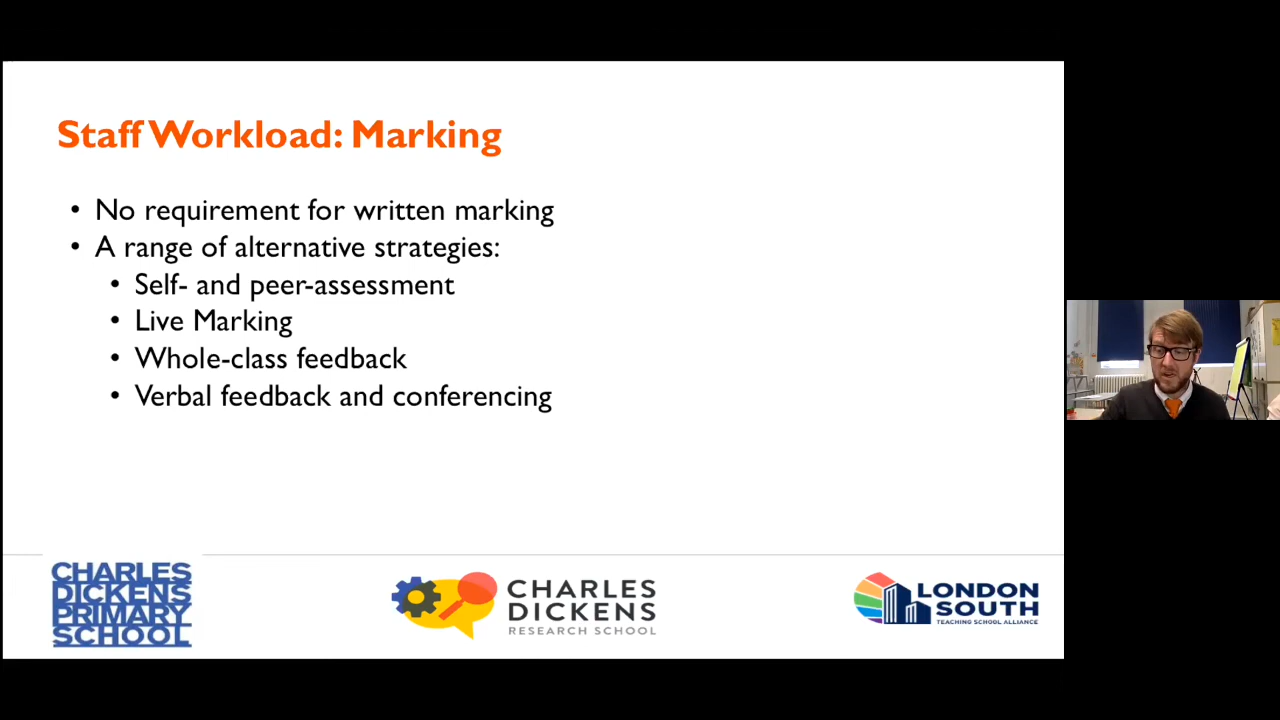 Staff Workload: Marking
• No requirement for written marking
• A range of alternative strategies:
• Self- and peer-assessment
• Live Marking
• Whole-class feedback
• Verbal feedback and conferencing
CHARLES
DICKENS
PRIMARY
SCHOOL
CHARLES
DICKENS
RESEARCH SCHOOL
LONDON
SOUTH
TEACHING SCHOOL ALLIANCE